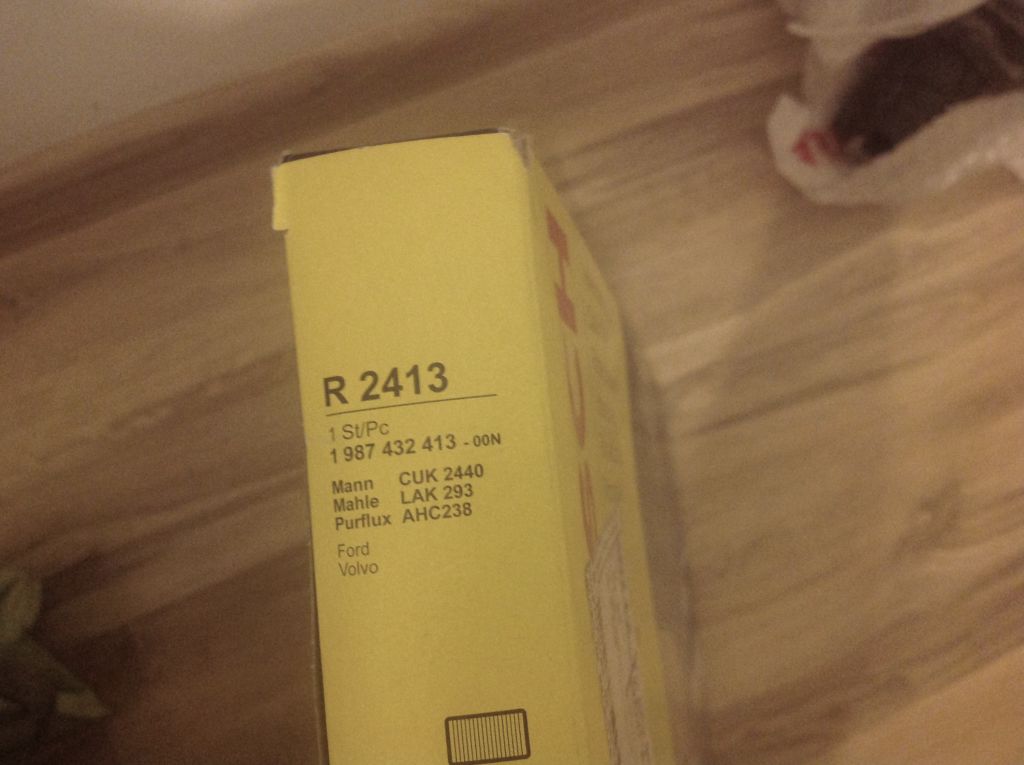 R 2413
1 St/Pc
1 987 432 413 - 00N
Mann CUK 2440
Mahle LAK 293
Purflux AHC238
Ford
Volvo